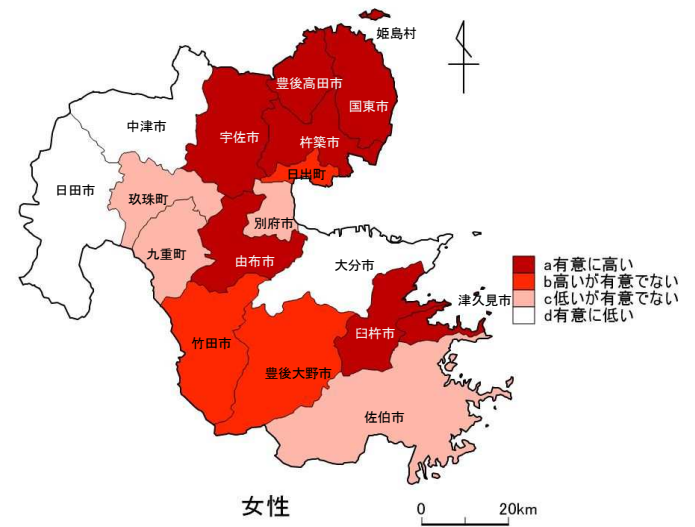 姫島村
豊後高田市
国東市
中津市
宇佐市
杵築市
日出町
日田市
玖珠町
別府市
九重町
由布市
大分市
a有意に高い
b高いが有意でない
c低いが有意でない
d有意に低い
津久見市
臼杵市
竹田市
豊後大野市
佐伯市
女性
0 20km